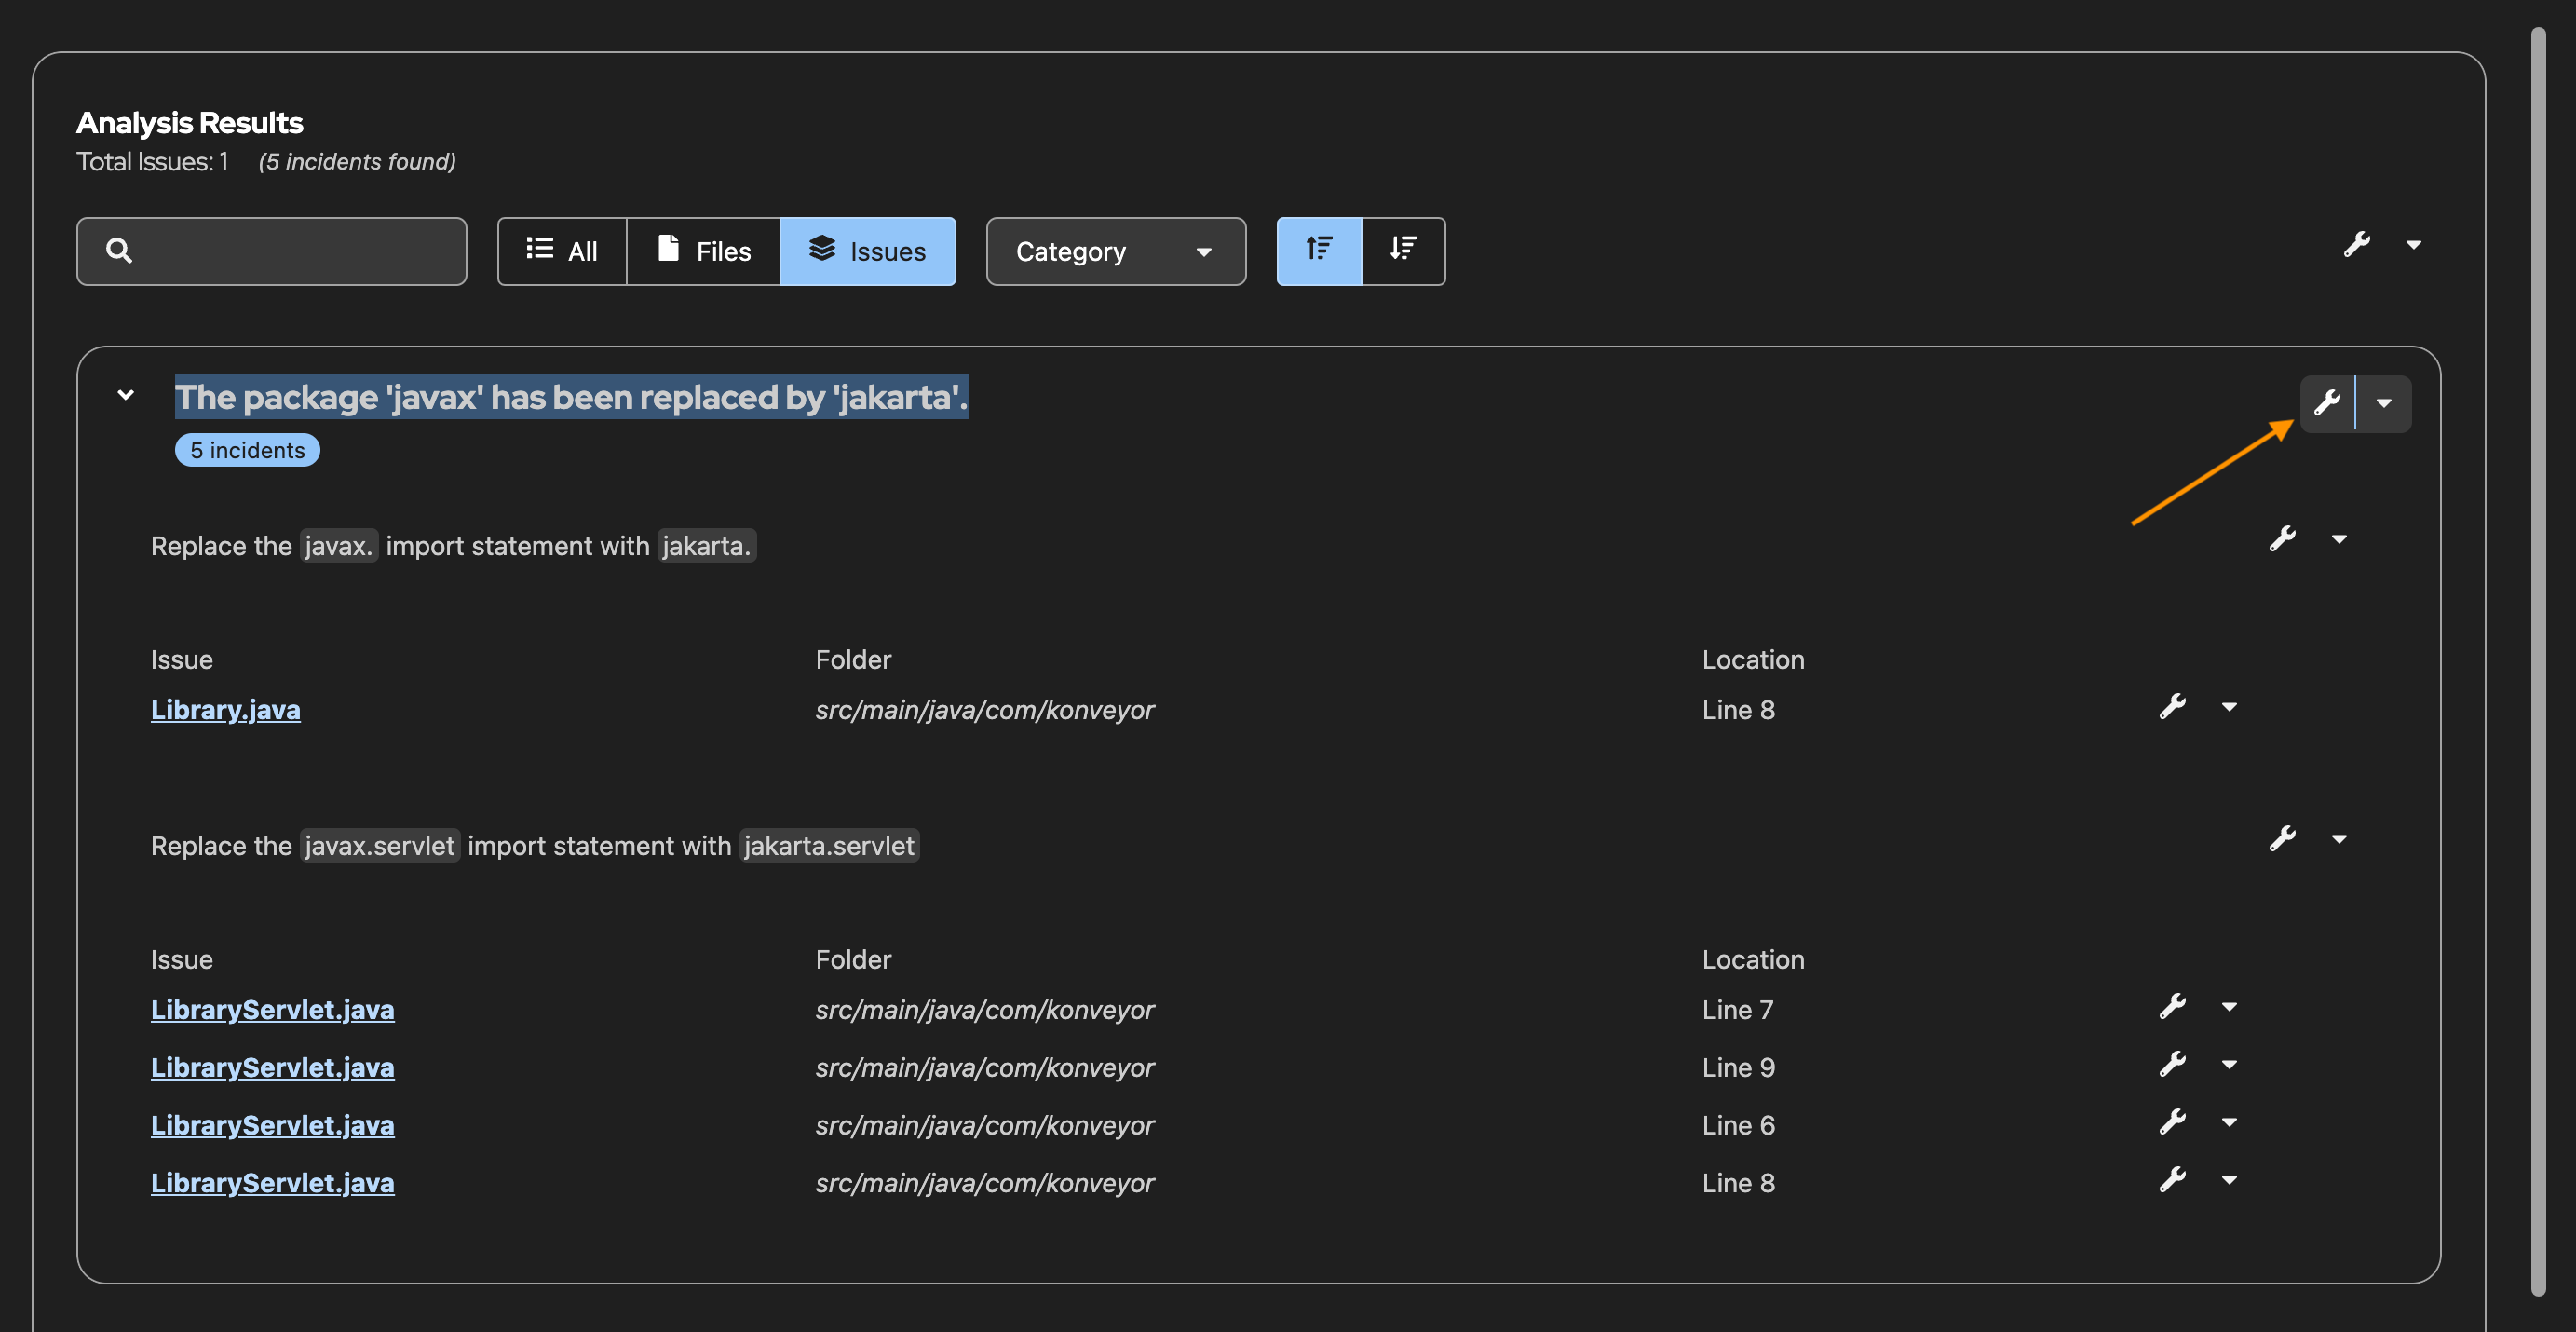 Analysis Results
Total Issues: 1 (5 incidents found)
All Files Issues Category
The package 'javax' has been replaced by 'jakarta'.
5 incidents
Replace the javax. import statement with jakarta.
Issue Folder Location
Library.java src/main/java/com/konveyor Line 8
Replace the javax.servlet import statement with jakarta.servlet
Issue Folder Location
LibraryServlet.java src/main/java/com/konveyor Line 7
LibraryServlet.java src/main/java/com/konveyor Line 9
LibraryServlet.java src/main/java/com/konveyor Line 6
LibraryServlet.java src/main/java/com/konveyor Line 8